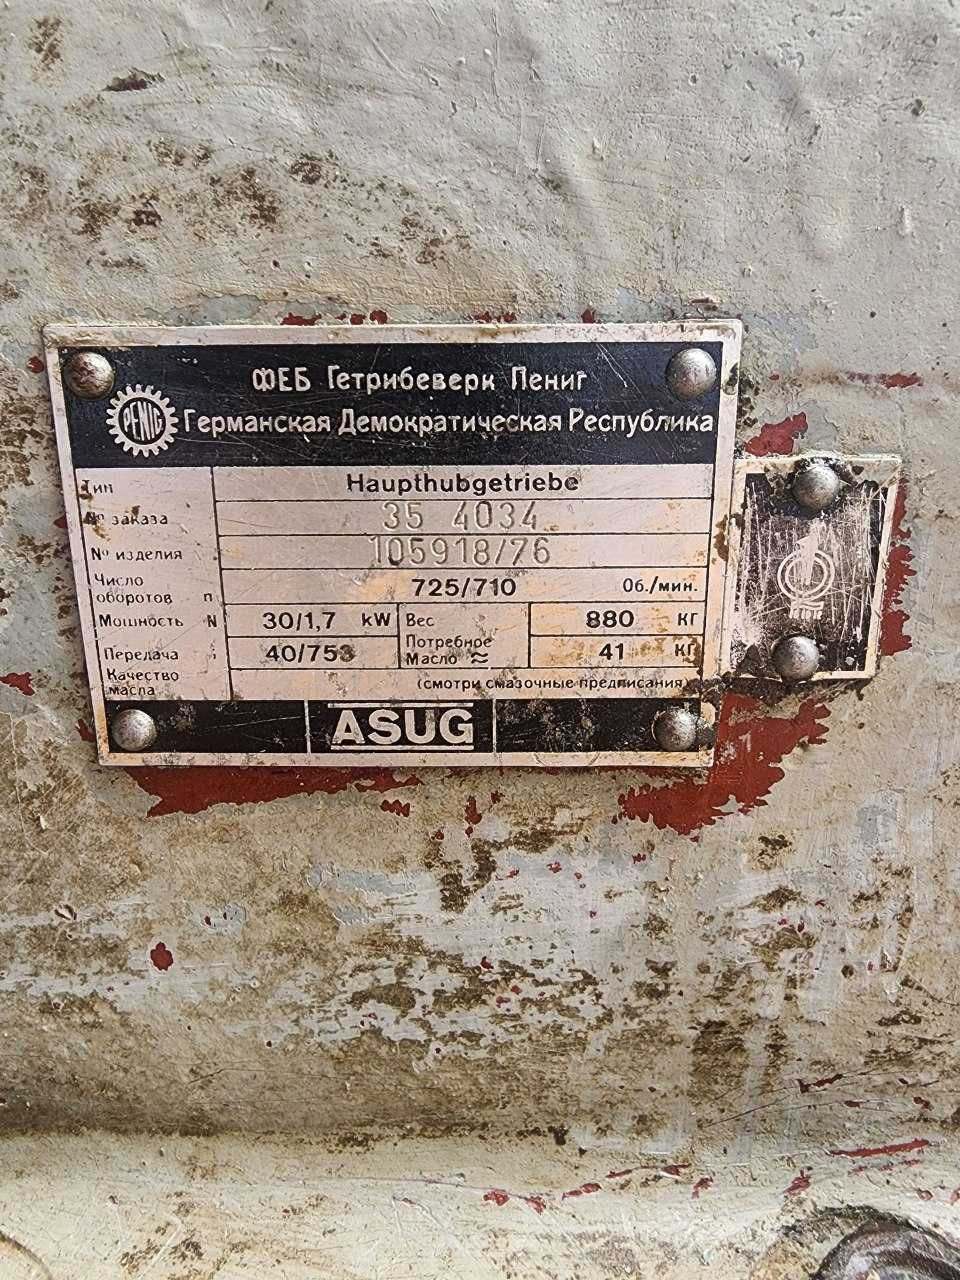 ФЕБ Гетрибеверк Пениг
PENIG
Германская Демократическая Республика
Тип Haupthubgetriebe
№ заказа 35 4034
№ изделия 105918/76
Число оборотов n 725/710 Об./мин.
Мощность N 30/1,7 kW Вес 880 КГ
Передача i 40/753 Потребное Масло ≈ 41 КГ
Качество масла (смотри смазочные предписания)
ASUG